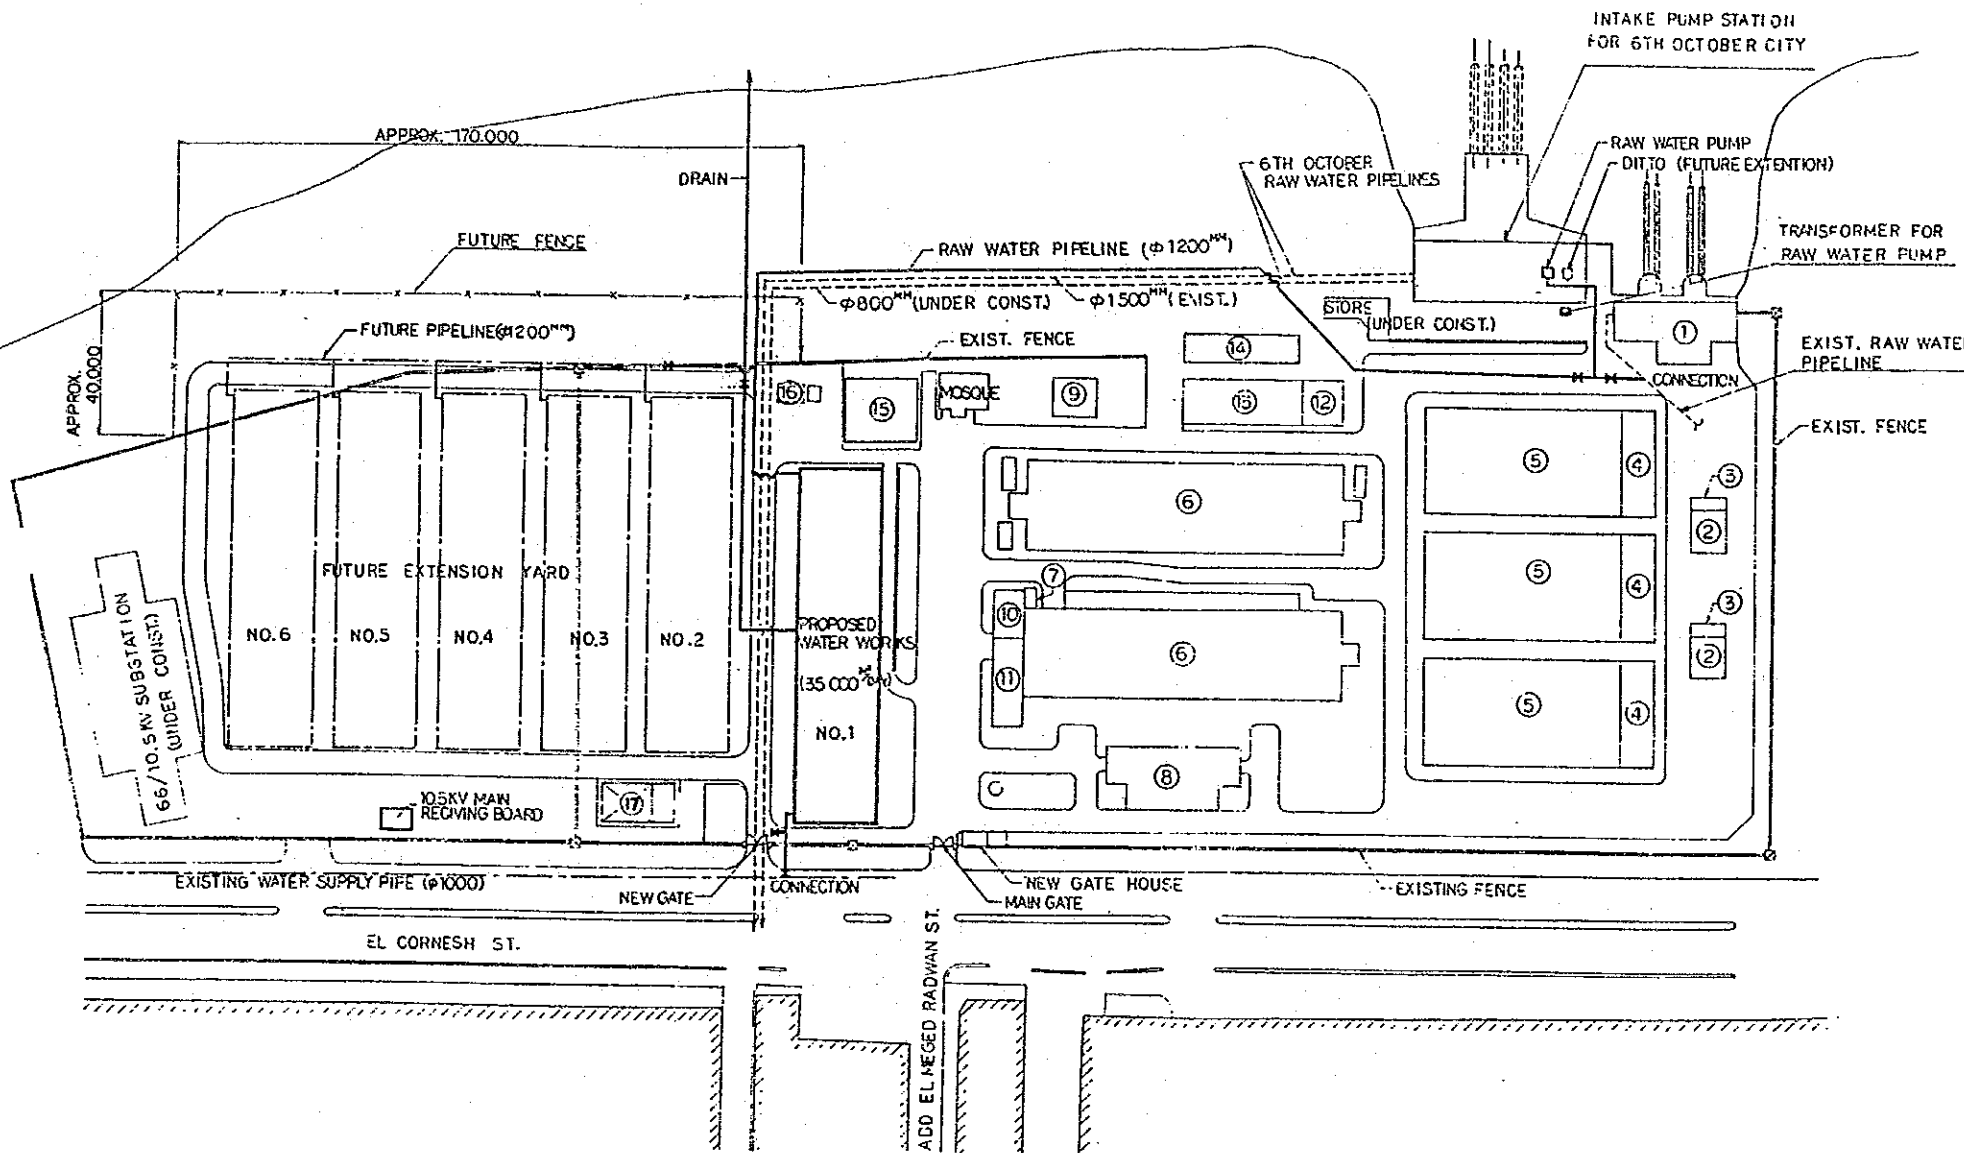 INTAKE PUMP STATION
FOR 6TH OCTOBER CITY
APPROX. 170.000
DRAIN
6TH OCTOBER
RAW WATER PIPELINES
RAW WATER PUMP
DITTO (FUTURE EXTENTION)
TRANSFORMER FOR
RAW WATER PUMP
FUTURE FENCE
RAW WATER PIPELINE (Φ1200MM)
Φ800MM (UNDER CONST.)
Φ1500MM (EXIST.)
STORE
(UNDER CONST.)
1
FUTURE PIPELINE(Φ1200MM)
EXIST. FENCE
14
EXIST. RAW WATER
PIPELINE
CONNECTION
APPROX.
40.000
16
15
MOSQUE
9
12
EXIST. FENCE
5
4
3
6
2
7
FUTURE EXTENSION YARD
5
4
10
3
NO.6
NO.5
NO.4
NO.3
NO.2
PROPOSED
WATER WORKS
(35 000 M³/DAY)
NO.1
6
2
11
5
4
66/10.5 KV SUBSTATION
(UNDER CONST.)
8
10.5KV MAIN
RECIVING BOARD
17
EXISTING WATER SUPPLY PIPE (Φ1000)
NEW GATE
CONNECTION
NEW GATE HOUSE
MAIN GATE
EXISTING FENCE
EL CORNESH ST.
ABD EL MEGED RADWAN ST.